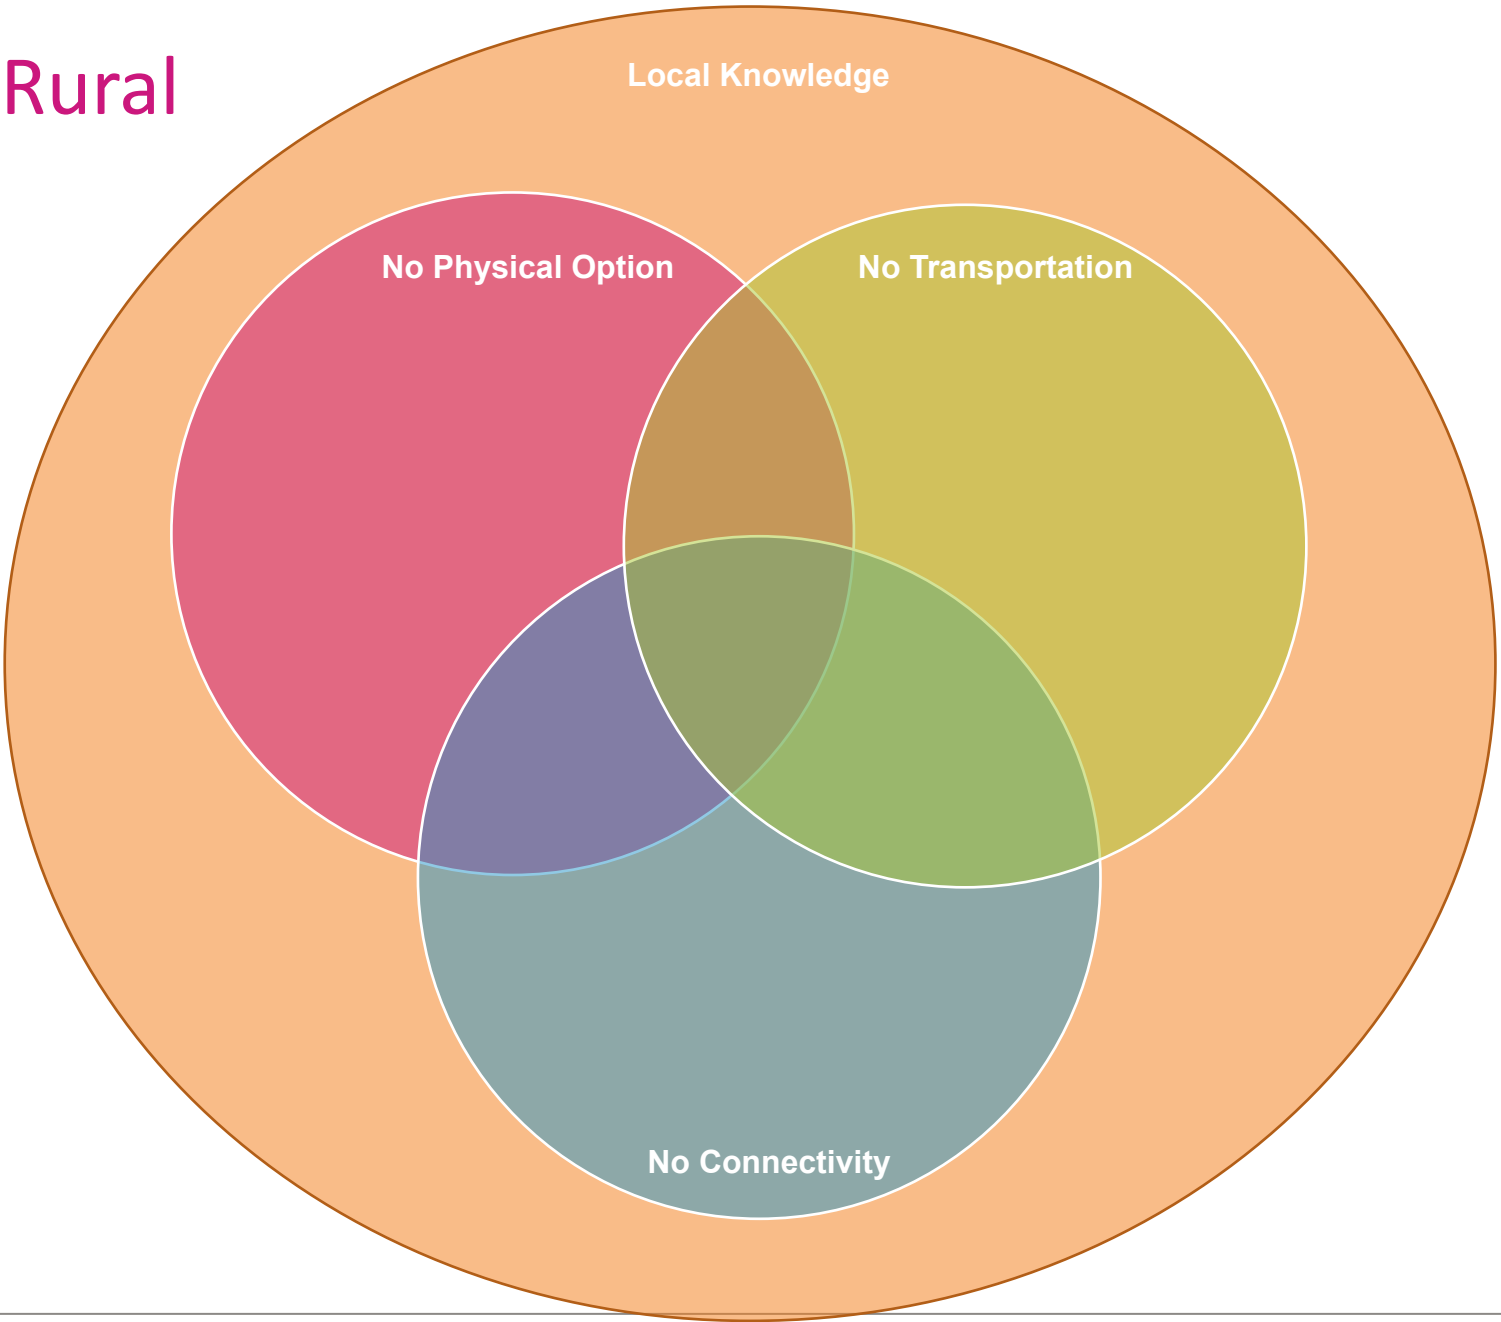 Rural
Local Knowledge
No Physical Option
No Transportation
No Connectivity